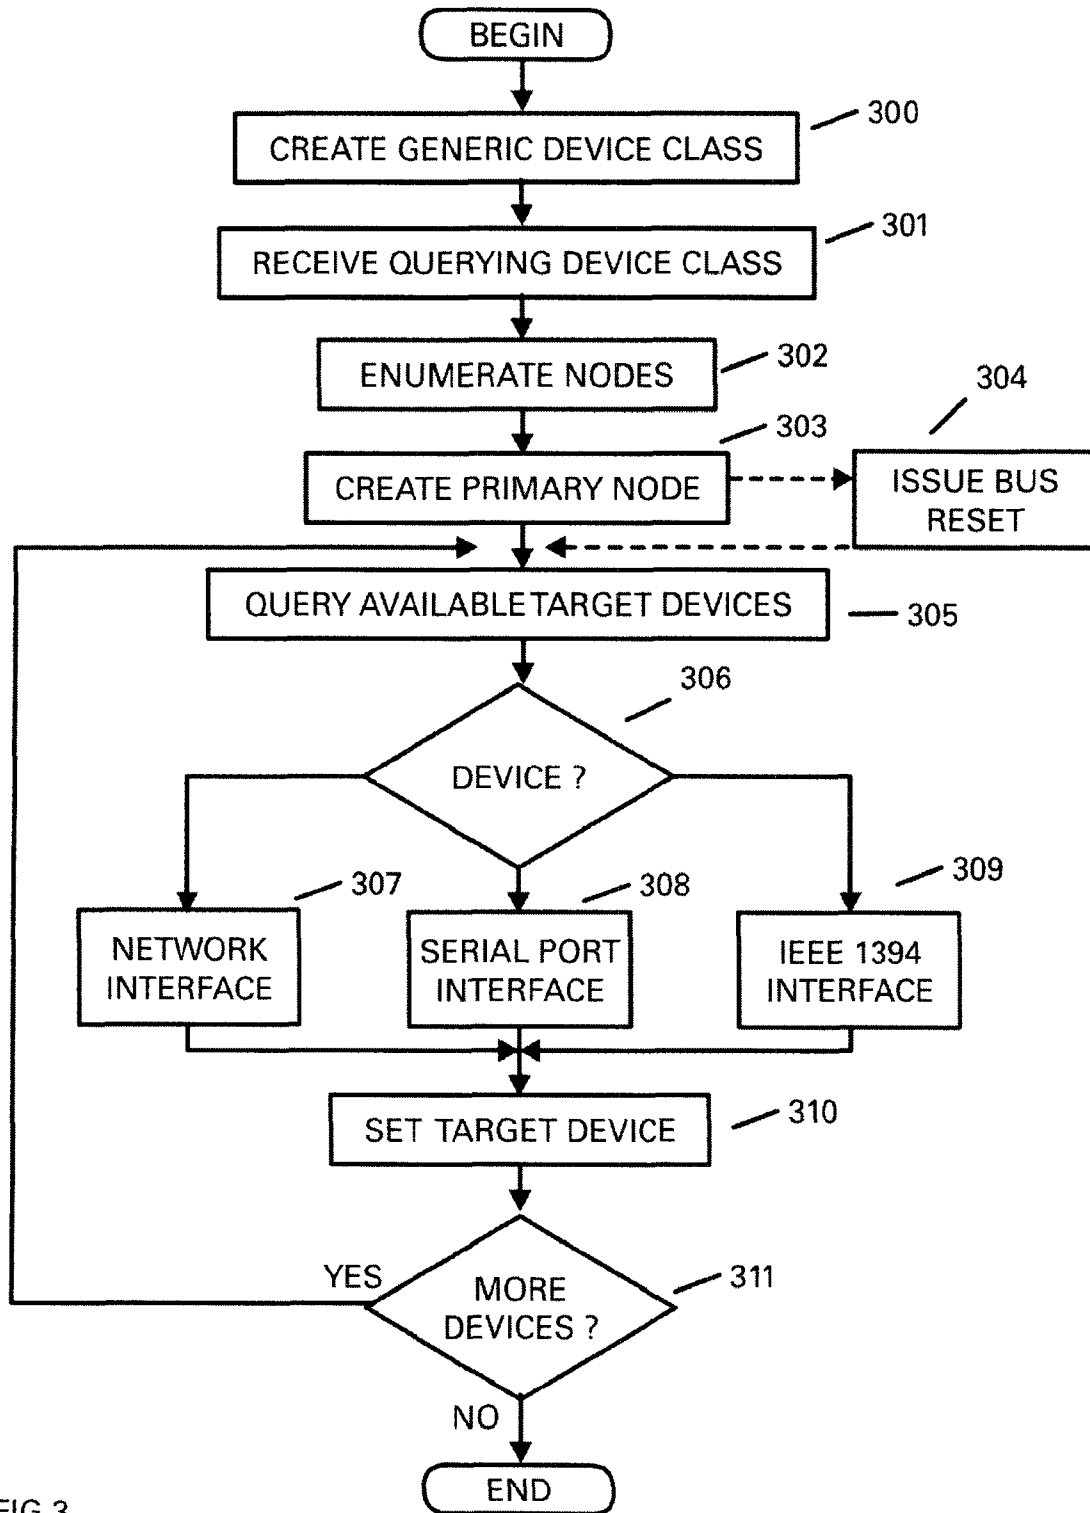 BEGIN
300
CREATE GENERIC DEVICE CLASS
301
RECEIVE QUERYING DEVICE CLASS
302
ENUMERATE NODES
303
304
CREATE PRIMARY NODE
ISSUE BUS
RESET
QUERY AVAILABLE TARGET DEVICES
305
306
DEVICE ?
307
308
309
NETWORK
INTERFACE
SERIAL PORT
INTERFACE
IEEE 1394
INTERFACE
310
SET TARGET DEVICE
YES
311
MORE
DEVICES ?
NO
END
FIG 3